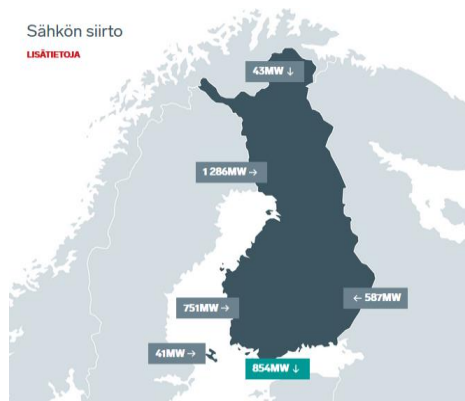 Sähkön siirto
LISÄTIETOJA
43MW ↓
1 286MW →
751MW →
← 587MW
41MW →
854MW ↓